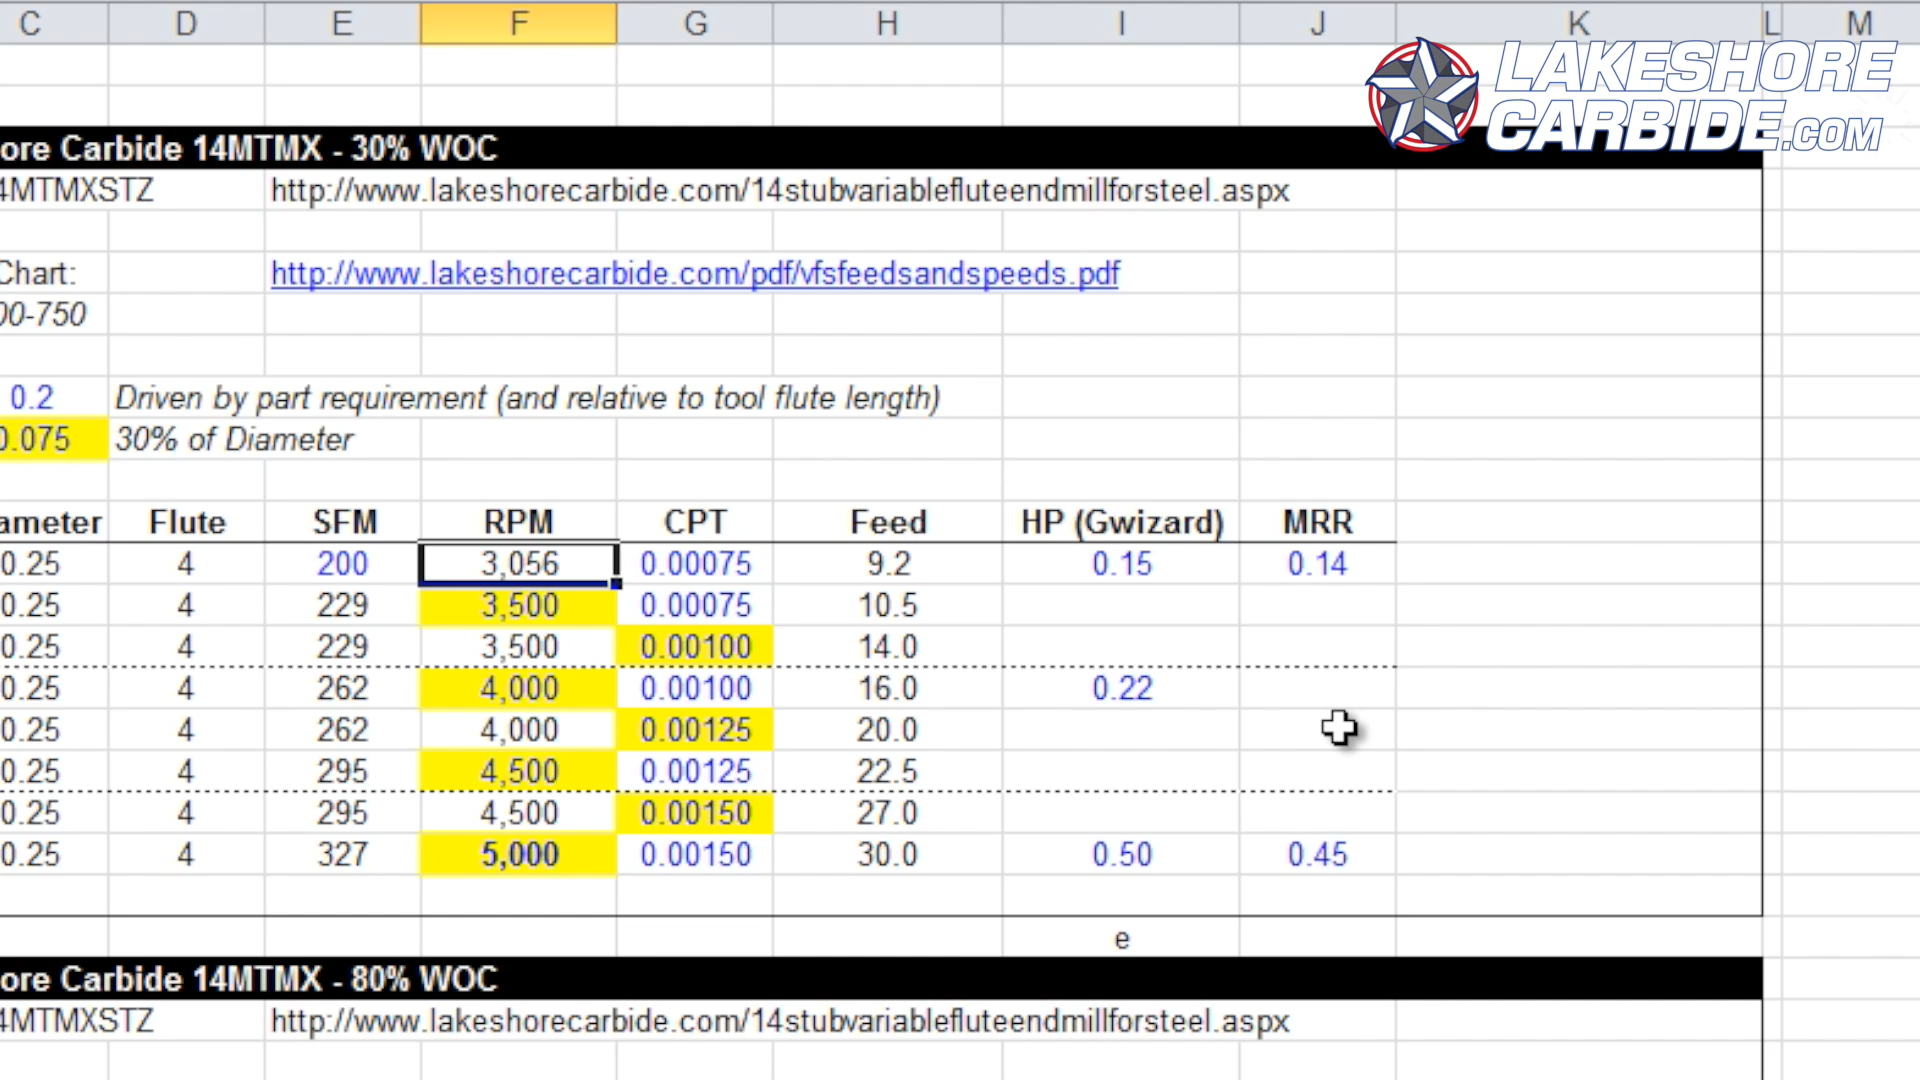 C D E F G H I J K L M
LAKESHORE
CARBIDE.COM
ore Carbide 14MTMX - 30% WOC
4MTMXSTZ http://www.lakeshorecarbide.com/14stubvariablefluteendmillforsteel.aspx
Chart: http://www.lakeshorecarbide.com/pdf/vfsfeedsandspeeds.pdf
00-750
0.2 Driven by part requirement (and relative to tool flute length)
0.075 30% of Diameter
ameter Flute SFM RPM CPT Feed HP (Gwizard) MRR
0.25 4 200 3,056 0.00075 9.2 0.15 0.14
0.25 4 229 3,500 0.00075 10.5
0.25 4 229 3,500 0.00100 14.0
0.25 4 262 4,000 0.00100 16.0 0.22
0.25 4 262 4,000 0.00125 20.0
0.25 4 295 4,500 0.00125 22.5
0.25 4 295 4,500 0.00150 27.0
0.25 4 327 5,000 0.00150 30.0 0.50 0.45
e
ore Carbide 14MTMX - 80% WOC
4MTMXSTZ http://www.lakeshorecarbide.com/14stubvariablefluteendmillforsteel.aspx